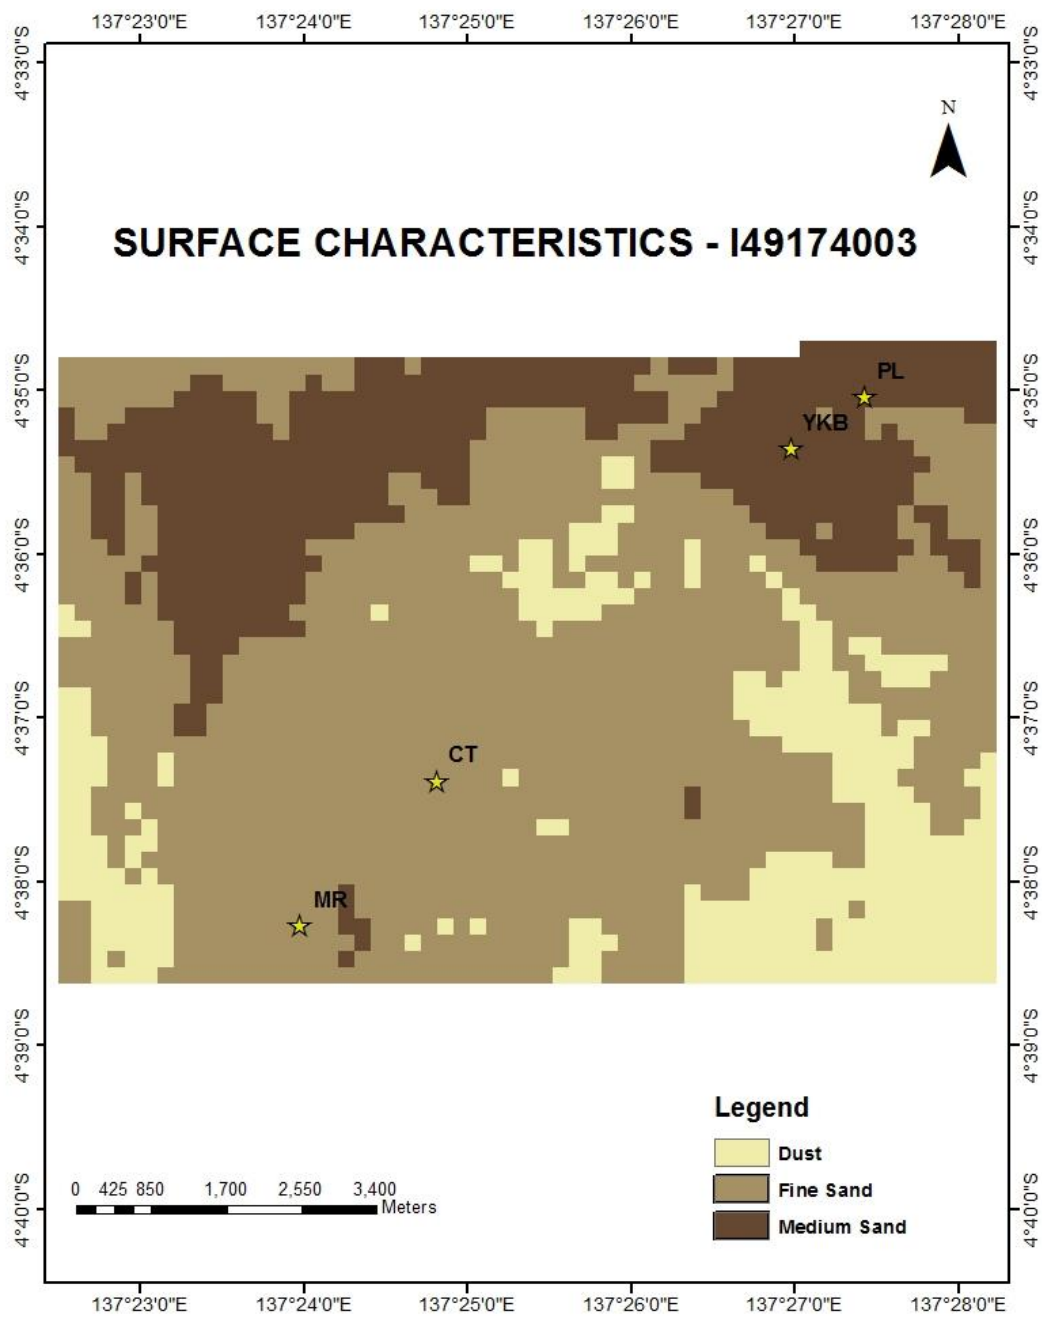 137°23'0"E 137°24'0"E 137°25'0"E 137°26'0"E 137°27'0"E 137°28'0"E
4°33'0"S 4°33'0"S
N
4°34'0"S 4°34'0"S
SURFACE CHARACTERISTICS - I49174003
4°35'0"S 4°35'0"S
PL
YKB
4°36'0"S 4°36'0"S
4°37'0"S 4°37'0"S
CT
4°38'0"S 4°38'0"S
MR
4°39'0"S 4°39'0"S
Legend
Dust
Fine Sand
Medium Sand
0 425 850 1,700 2,550 3,400
Meters
4°40'0"S 4°40'0"S
137°23'0"E 137°24'0"E 137°25'0"E 137°26'0"E 137°27'0"E 137°28'0"E